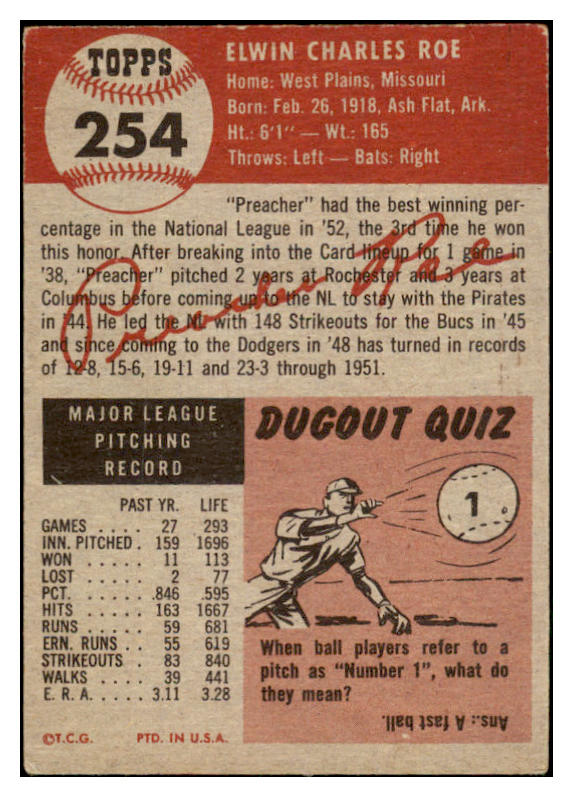 TOPPS
254
ELWIN CHARLES ROE
Home: West Plains, Missouri
Born: Feb. 26, 1918, Ash Flat, Ark.
Ht.: 6'1" — Wt.: 165
Throws: Left — Bats: Right
"Preacher" had the best winning per-
centage in the National League in '52, the 3rd time he won
this honor. After breaking into the Card lineup for 1 game in
'38, "Preacher" pitched 2 years at Rochester and 3 years at
Columbus before coming up to the NL to stay with the Pirates
in '44. He led the NL with 148 Strikeouts for the Bucs in '45
and since coming to the Dodgers in '48 has turned in records
of 12-8, 15-6, 19-11 and 23-3 through 1951.
Preacher Roe
MAJOR LEAGUE
PITCHING
RECORD
PAST YR. LIFE
GAMES .... 27 293
INN. PITCHED . 159 1696
WON ..... 11 113
LOST ..... 2 77
PCT. ..... .846 .595
HITS ..... 163 1667
RUNS ..... 59 681
ERN. RUNS .. 55 619
STRIKEOUTS . 83 840
WALKS .... 39 441
E. R. A. .... 3.11 3.28
©T.C.G. PTD. IN U.S.A.
DUGOUT QUIZ
1
When ball players refer to a
pitch as "Number 1", what do
they mean?
Ans.: A fast ball.